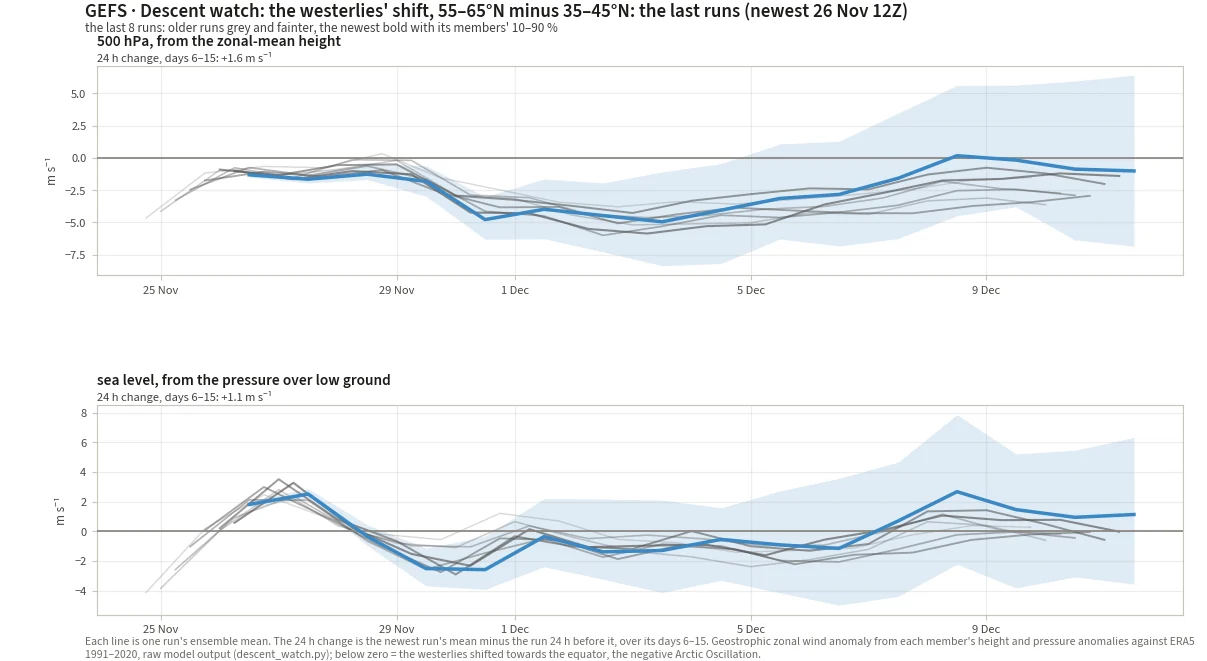 GEFS · Descent watch: the westerlies' shift, 55–65°N minus 35–45°N: the last runs (newest 26 Nov 12Z)
the last 8 runs: older runs grey and fainter, the newest bold with its members' 10–90 %
500 hPa, from the zonal-mean height
24 h change, days 6–15: +1.6 m s⁻¹
5.0
2.5
0.0
−2.5
−5.0
−7.5
m s⁻¹
25 Nov
29 Nov
1 Dec
5 Dec
9 Dec
sea level, from the pressure over low ground
24 h change, days 6–15: +1.1 m s⁻¹
8
6
4
2
0
−2
−4
m s⁻¹
25 Nov
29 Nov
1 Dec
5 Dec
9 Dec
Each line is one run's ensemble mean. The 24 h change is the newest run's mean minus the run 24 h before it, over its days 6–15. Geostrophic zonal wind anomaly from each member's height and pressure anomalies against ERA5
1991–2020, raw model output (descent_watch.py); below zero = the westerlies shifted towards the equator, the negative Arctic Oscillation.